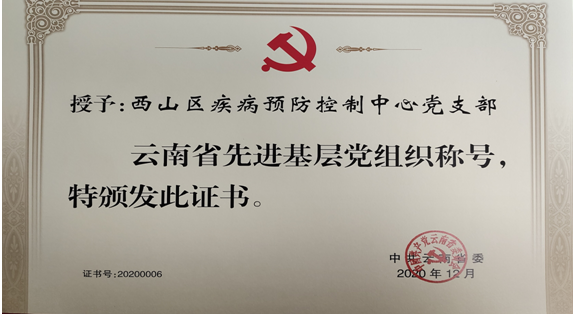 授予:西山区疾病预防控制中心党支部
云南省先进基层党组织称号,
特颁发此证书。
中共云南省委
2020年12月
证书号:20200006